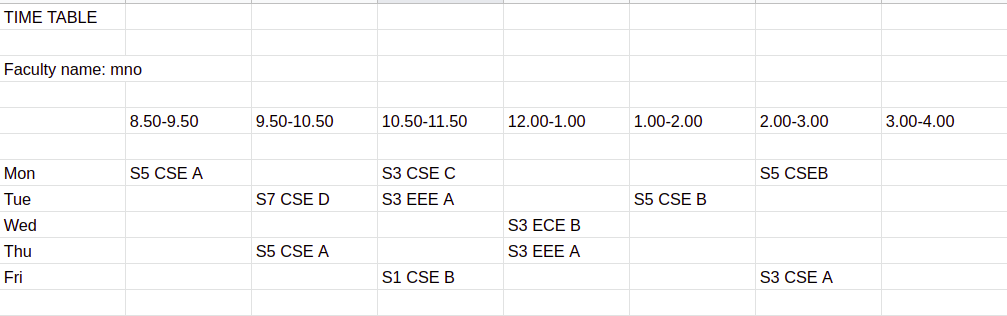 TIME TABLE
Faculty name: mno
8.50-9.50 9.50-10.50 10.50-11.50 12.00-1.00 1.00-2.00 2.00-3.00 3.00-4.00
Mon S5 CSE A S3 CSE C S5 CSEB
Tue S7 CSE D S3 EEE A S5 CSE B
Wed S3 ECE B
Thu S5 CSE A S3 EEE A
Fri S1 CSE B S3 CSE A